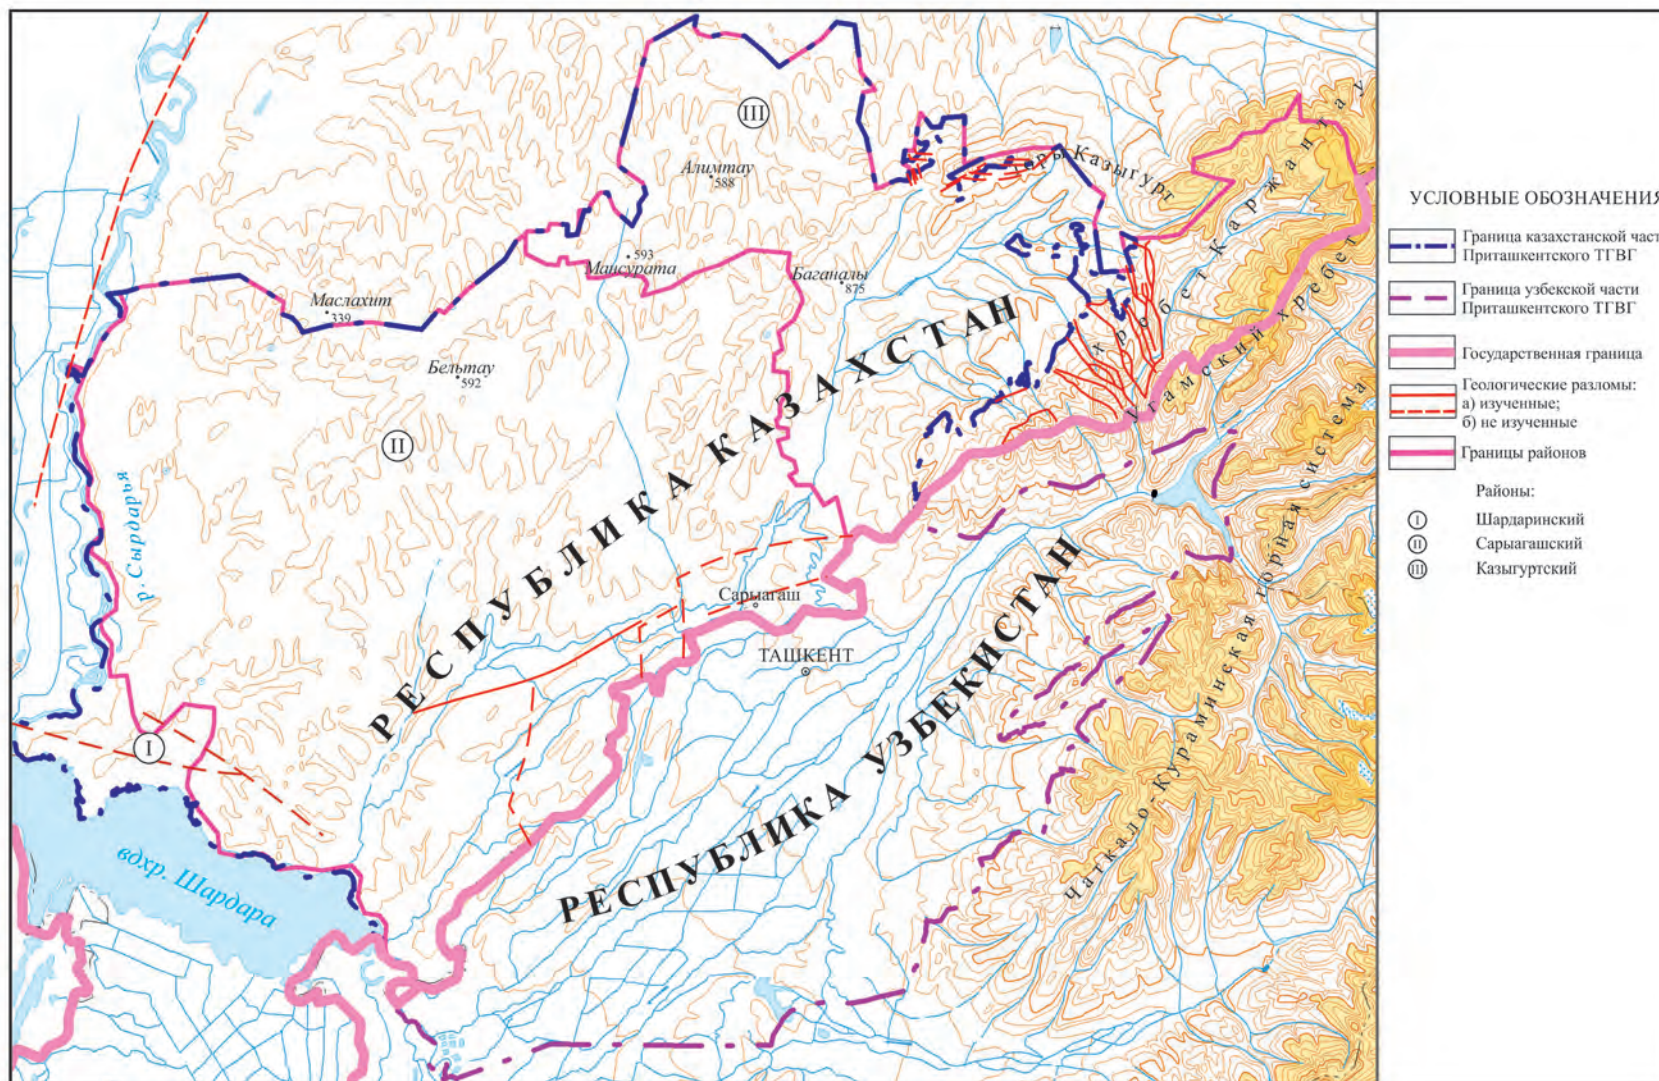 III
Алимтау
588
593
Мансурата
Баганалы
875
горы Казыгурт
хребет Каржантау
Угамский хребет
Маслахит
339
Бельтау
592
II
РЕСПУБЛИКА КАЗАХСТАН
р. Сырдарья
Сарыагаш
ТАШКЕНТ
I
РЕСПУБЛИКА УЗБЕКИСТАН
Чаткало-Кураминская горная система
вдхр. Шардара
УСЛОВНЫЕ ОБОЗНАЧЕНИЯ
Граница казахстанской част
Приташкентского ТГВГ
Граница узбекской части
Приташкентского ТГВГ
Государственная граница
Геологические разломы:
а) изученные;
б) не изученные
Границы районов
Районы:
I Шардаринский
II Сарыагашский
III Казыгуртский